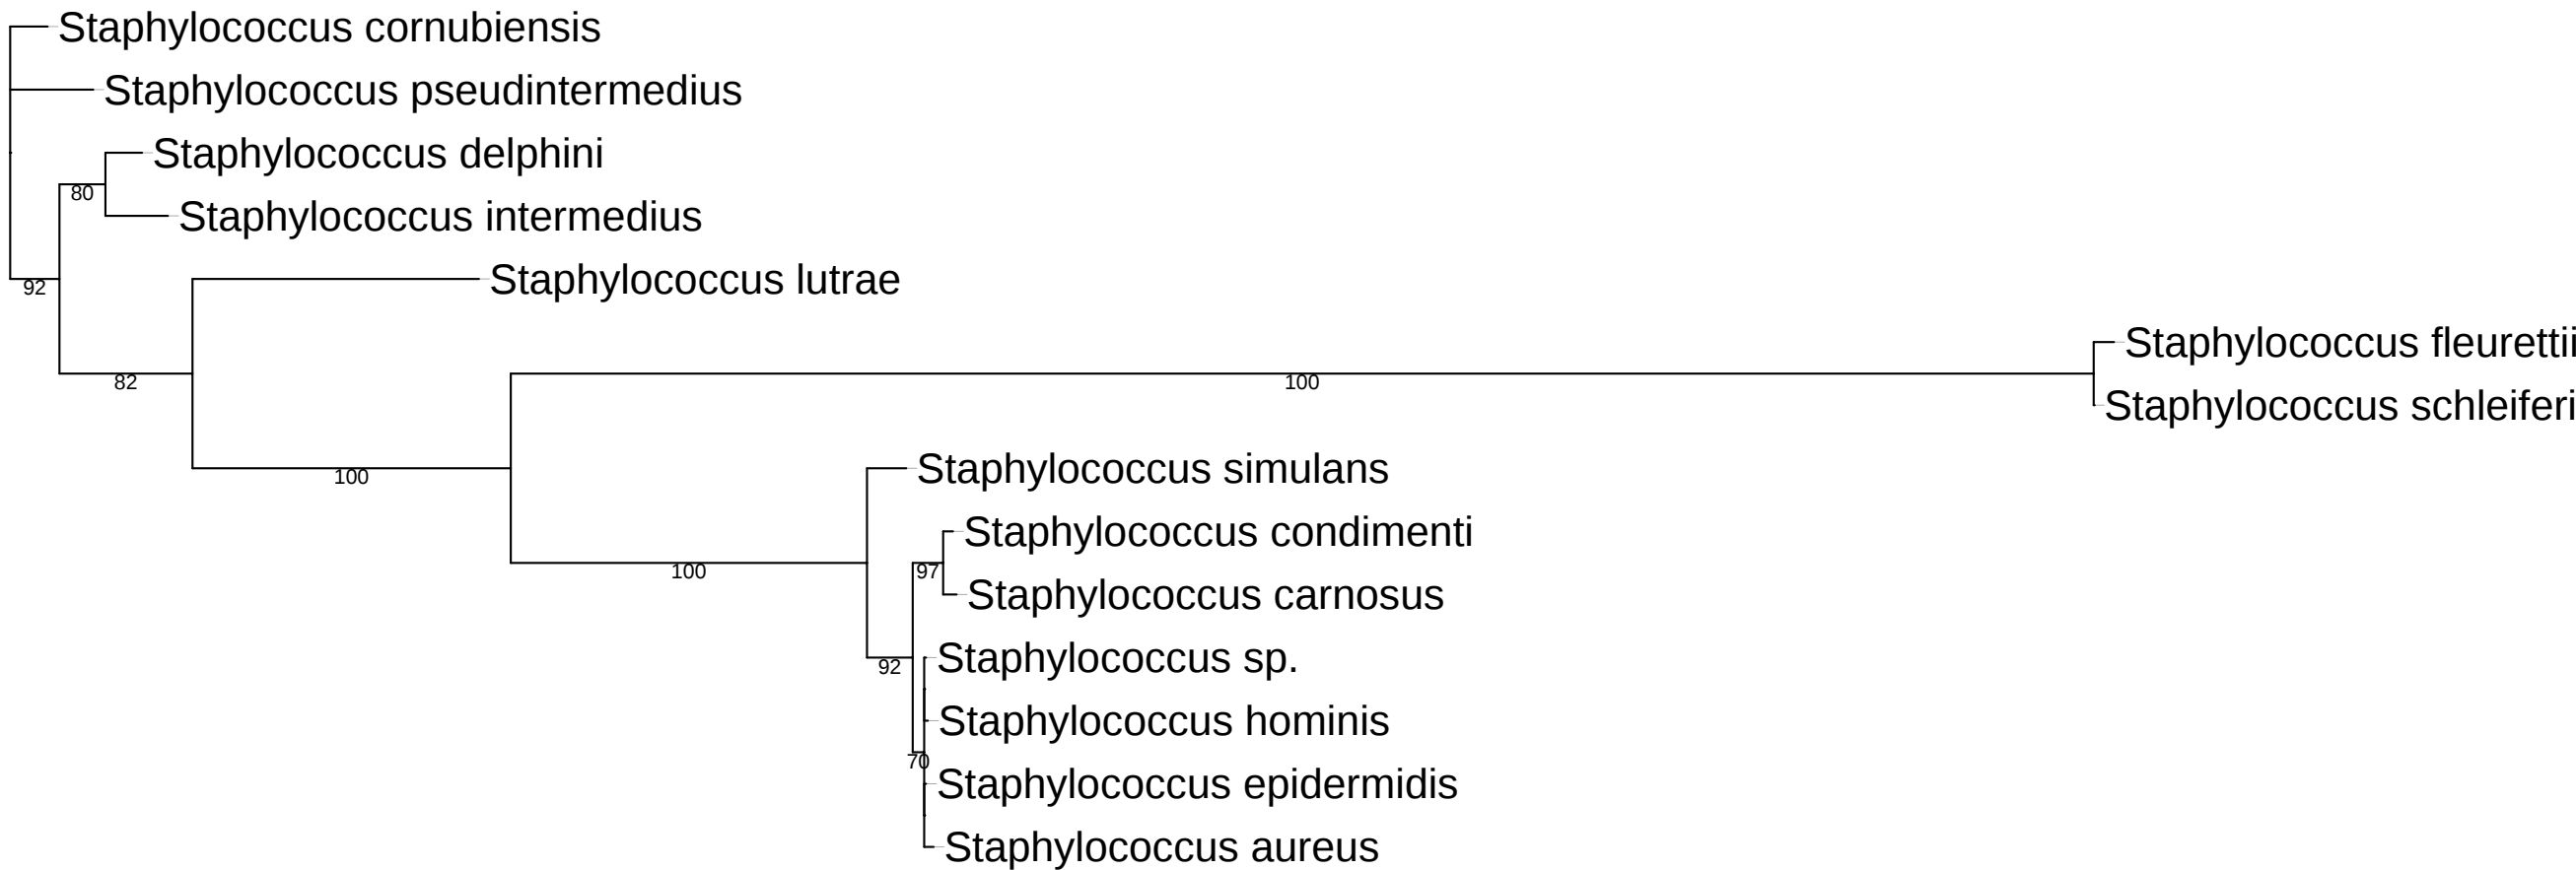 Staphylococcus cornubiensis
Staphylococcus pseudintermedius
Staphylococcus delphini
80
Staphylococcus intermedius
Staphylococcus lutrae
92
Staphylococcus fleurettii
82
100
Staphylococcus schleiferi
Staphylococcus simulans
100
Staphylococcus condimenti
100
97
Staphylococcus carnosus
Staphylococcus sp.
92
Staphylococcus hominis
70
Staphylococcus epidermidis
Staphylococcus aureus